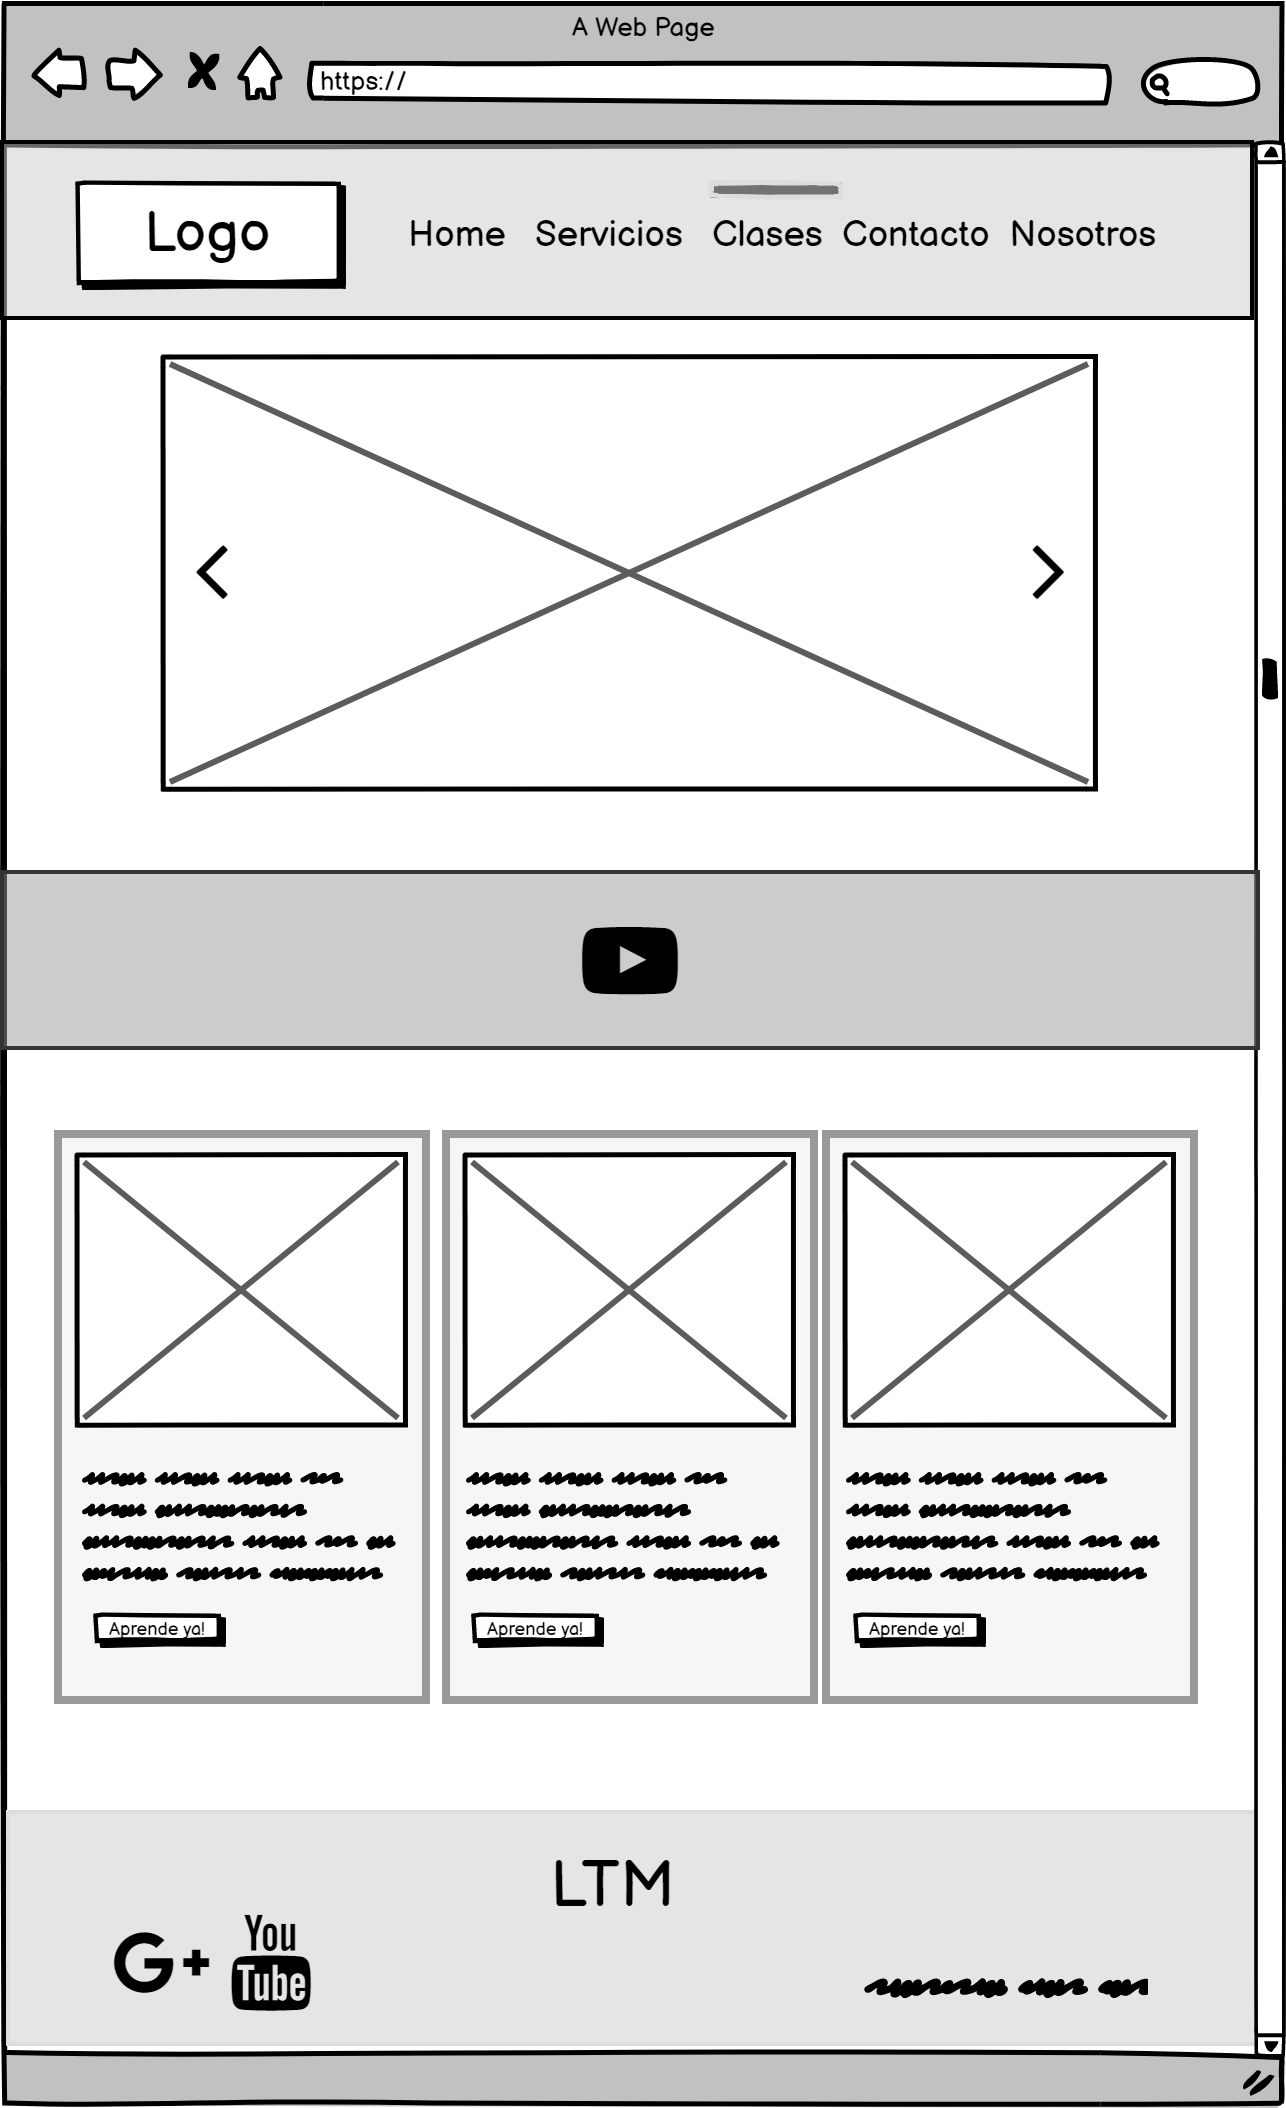 A Web Page
https://
Logo
Home Servicios Clases Contacto Nosotros
Aprende ya! Aprende ya! Aprende ya!
LTM
G+ You
Tube